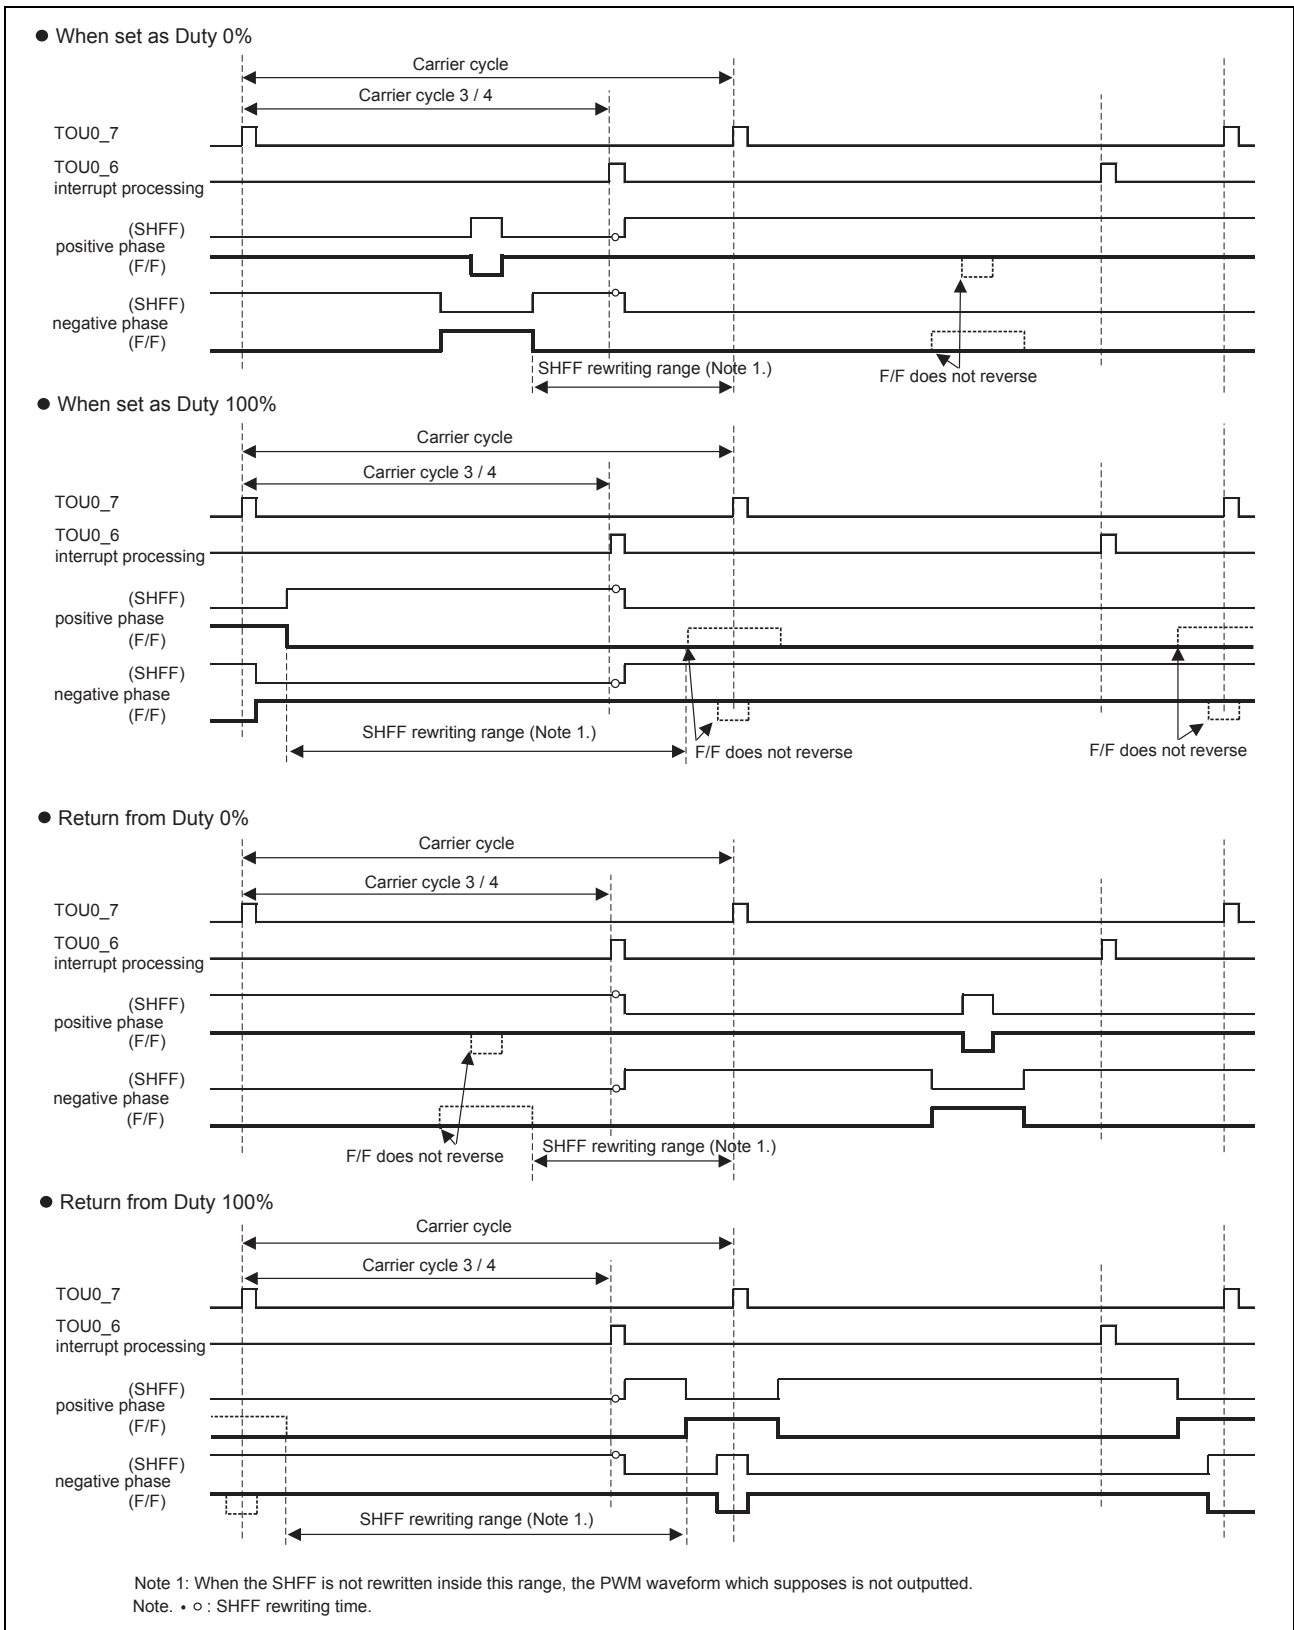 ● When set as Duty 0%
Carrier cycle
Carrier cycle 3 / 4
TOU0_7
TOU0_6
interrupt processing
(SHFF)
positive phase
(F/F)
(SHFF)
negative phase
(F/F)
SHFF rewriting range (Note 1.)
F/F does not reverse
● When set as Duty 100%
Carrier cycle
Carrier cycle 3 / 4
TOU0_7
TOU0_6
interrupt processing
(SHFF)
positive phase
(F/F)
(SHFF)
negative phase
(F/F)
SHFF rewriting range (Note 1.)
F/F does not reverse
F/F does not reverse
● Return from Duty 0%
Carrier cycle
Carrier cycle 3 / 4
TOU0_7
TOU0_6
interrupt processing
(SHFF)
positive phase
(F/F)
(SHFF)
negative phase
(F/F)
F/F does not reverse
SHFF rewriting range (Note 1.)
● Return from Duty 100%
Carrier cycle
Carrier cycle 3 / 4
TOU0_7
TOU0_6
interrupt processing
(SHFF)
positive phase
(F/F)
(SHFF)
negative phase
(F/F)
SHFF rewriting range (Note 1.)
Note 1: When the SHFF is not rewritten inside this range, the PWM waveform which supposes is not outputted.
Note. • ○ : SHFF rewriting time.